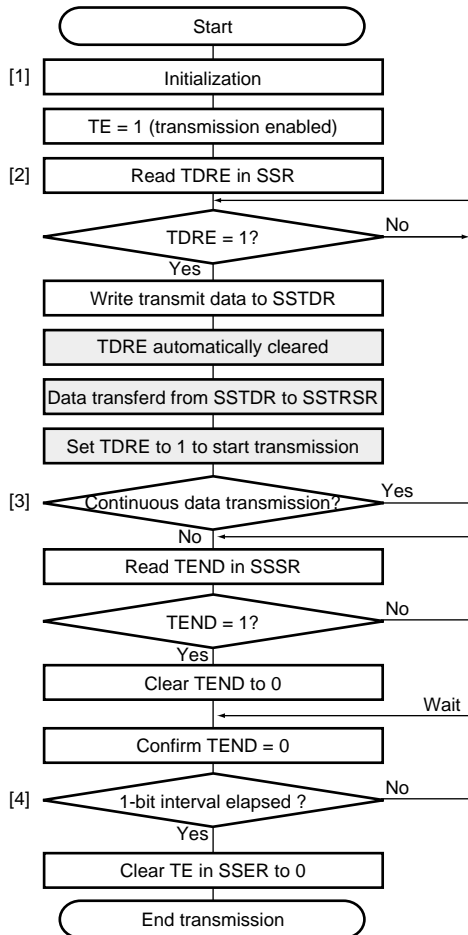 Start
[1] Initialization
TE = 1 (transmission enabled)
[2] Read TDRE in SSR
TDRE = 1?
No
Yes
Write transmit data to SSTDR
TDRE automatically cleared
Data transferd from SSTDR to SSTRSR
Set TDRE to 1 to start transmission
[3] Continuous data transmission?
Yes
No
Read TEND in SSSR
TEND = 1?
No
Yes
Clear TEND to 0
Wait
Confirm TEND = 0
[4] 1-bit interval elapsed ?
No
Yes
Clear TE in SSER to 0
End transmission